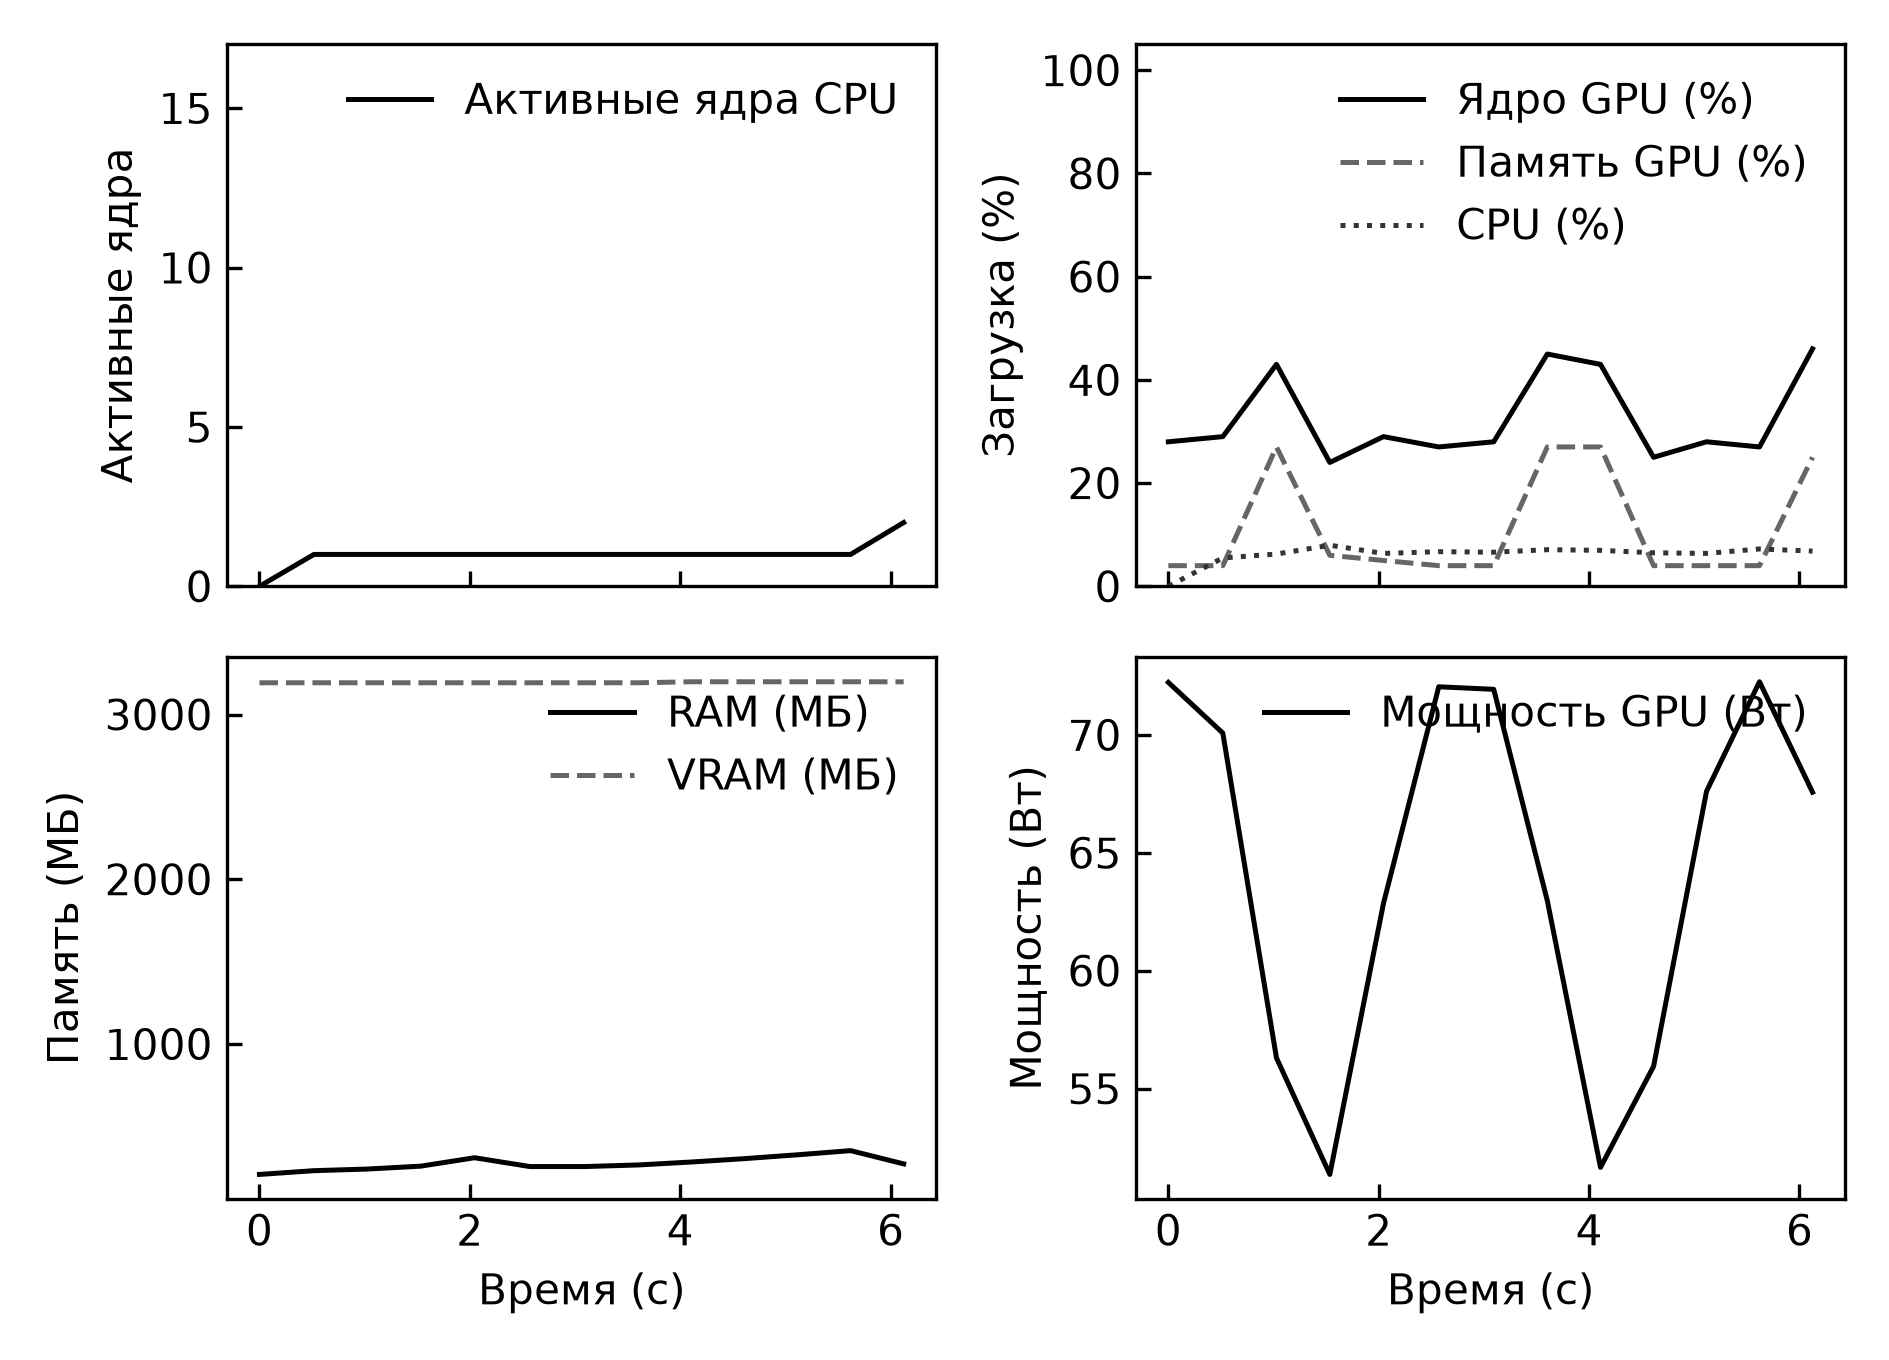 Активные ядра
15
10
5
0
Активные ядра CPU
Загрузка (%)
100
80
60
40
20
0
Ядро GPU (%)
Память GPU (%)
CPU (%)
Память (МБ)
3000
2000
1000
RAM (МБ)
VRAM (МБ)
0 2 4 6
Время (с)
Мощность (Вт)
70
65
60
55
Мощность GPU (Вт)
0 2 4 6
Время (с)